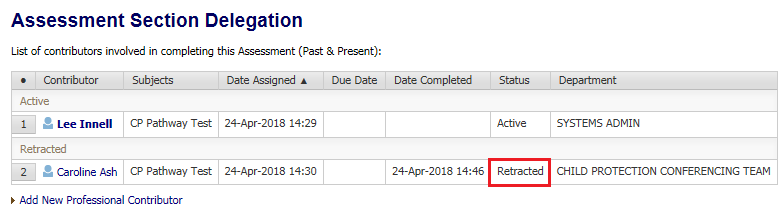 Assessment Section Delegation
List of contributors involved in completing this Assessment (Past & Present):
● Contributor Subjects Date Assigned ▲ Due Date Date Completed Status Department
Active
1 Lee Innell CP Pathway Test 24-Apr-2018 14:29 Active SYSTEMS ADMIN
Retracted
2 Caroline Ash CP Pathway Test 24-Apr-2018 14:30 24-Apr-2018 14:46 Retracted CHILD PROTECTION CONFERENCING TEAM
Add New Professional Contributor